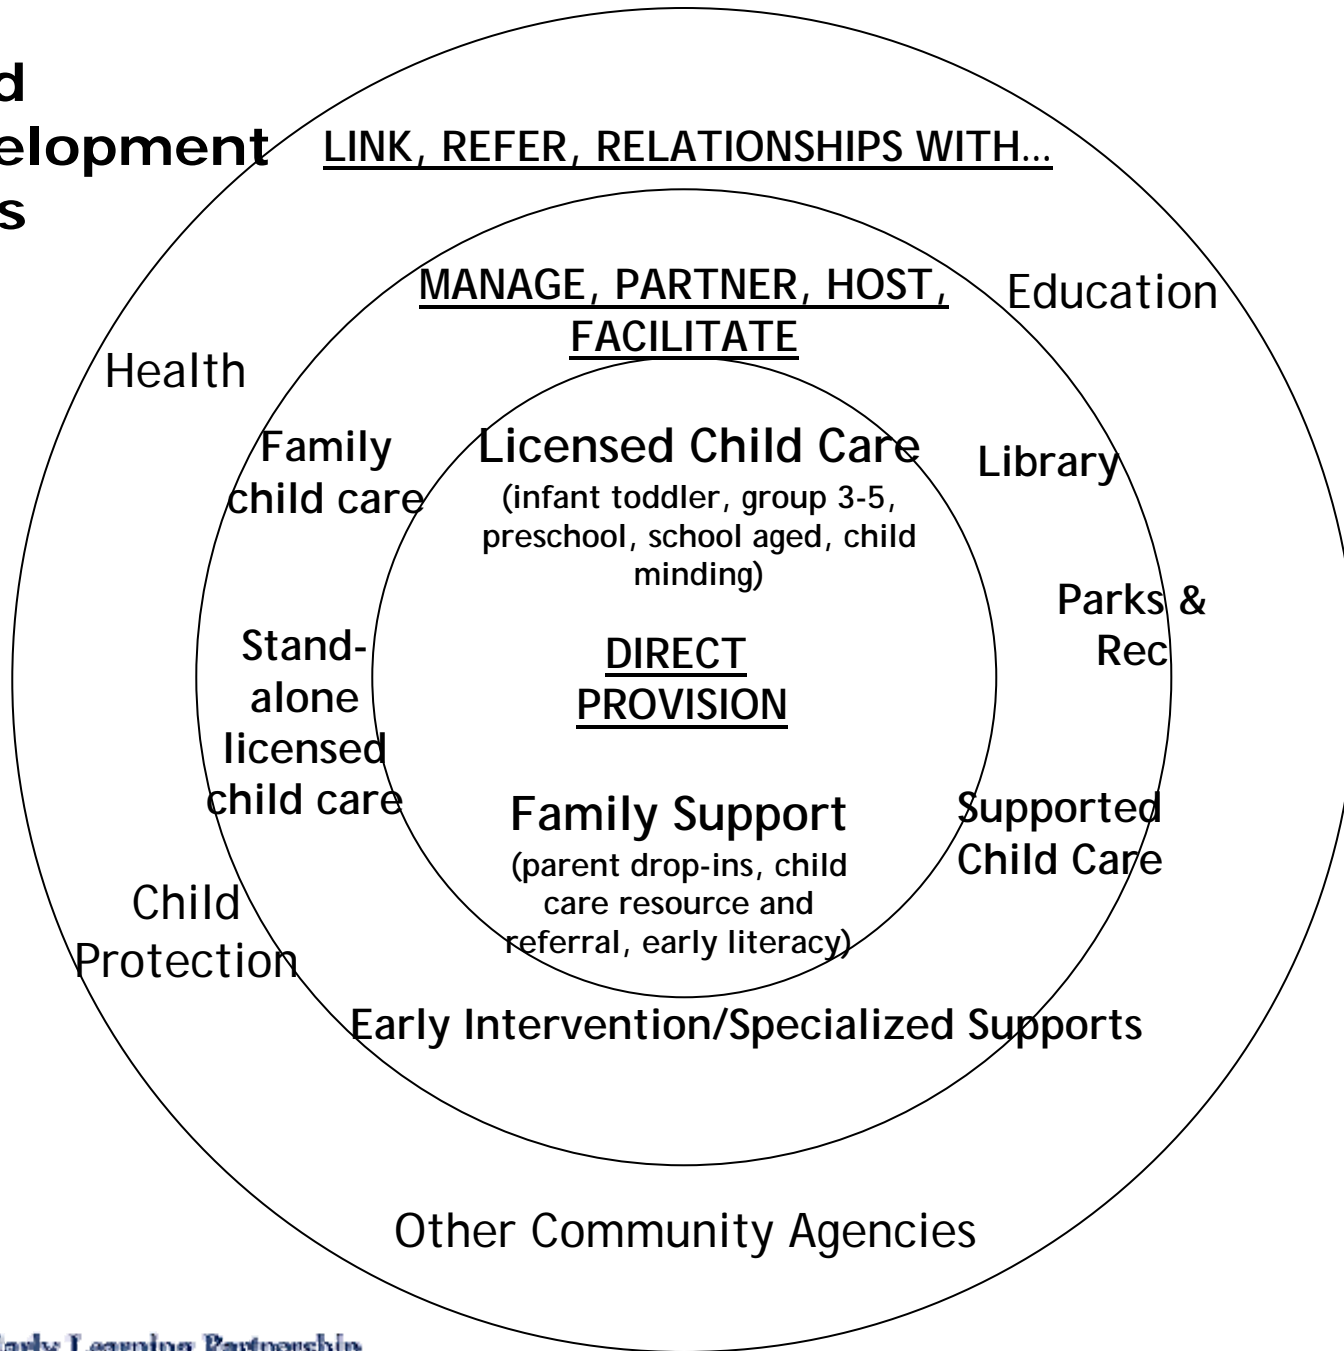 d
elopment
s
LINK, REFER, RELATIONSHIPS WITH...
MANAGE, PARTNER, HOST,
FACILITATE
Education
Health
Family
child care
Licensed Child Care
(infant toddler, group 3-5,
preschool, school aged, child
minding)
Library
Parks &
Rec
Stand-
alone
licensed
child care
DIRECT
PROVISION
Family Support
(parent drop-ins, child
care resource and
referral, early literacy)
Supported
Child Care
Child
Protection
Early Intervention/Specialized Supports
Other Community Agencies
arly Learning Partnership